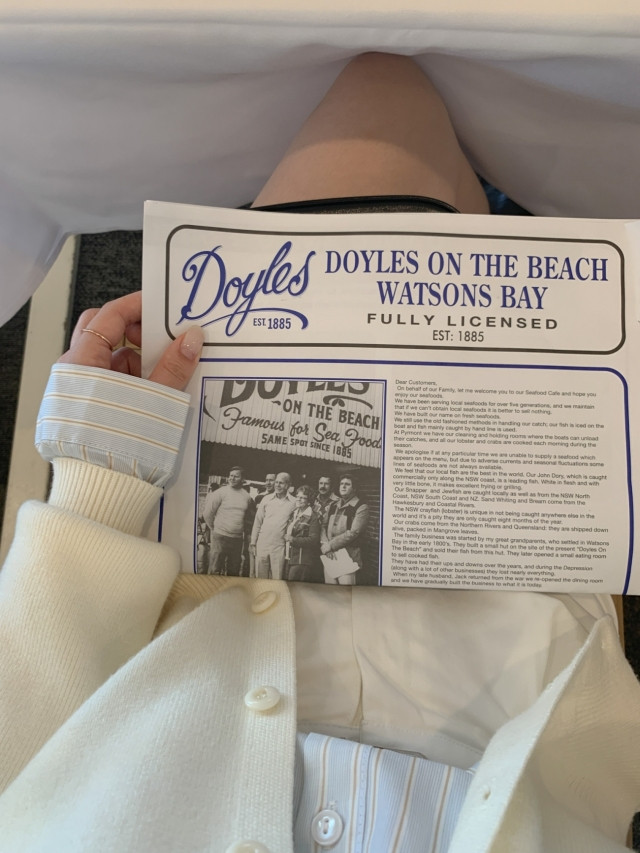 Doyles
EST. 1885
DOYLES ON THE BEACH
WATSONS BAY
FULLY LICENSED
EST: 1885
DOYLES
ON THE BEACH
Famous for Sea Food
SAME SPOT SINCE 1885
Dear Customers,
On behalf of our Family, let me welcome you to our Seafood Cafe and hope you
enjoy our seafoods.
We have been serving local seafoods for over five generations, and we maintain
that if we can't obtain local seafoods it is better to sell nothing.
We have built our name on fresh seafoods.
We still use the old fashioned methods in handling our catch; our fish is iced on the
boat and fish mainly caught by hand line is used.
At Pyrmont we have our cleaning and holding rooms where the boats can unload
their catches, and all our lobster and crabs are cooked each morning during the
season.
We apologise if at any particular time we are unable to supply a seafood which
appears on the menu, but due to adverse currents and seasonal fluctuations some
lines of seafoods are not always available.
We feel that our local fish are the best in the world. Our John Dory, which is caught
commercially only along the NSW coast, is a leading fish. White in flesh and with
very little bone, it makes excellent frying or grilling.
Our Snapper and Jewfish are caught locally as well as from the NSW North
Coast, NSW South Coast and NZ. Sand Whiting and Bream come from the
Hawkesbury and Coastal Rivers.
The NSW crayfish (lobster) is unique in not being caught anywhere else in the
world and it's a pity they are only caught eight months of the year.
Our crabs come from the Northern Rivers and Queensland: they are shipped down
alive, packed in Mangrove leaves.
The family business was started by my great grandparents, who settled in Watsons
Bay in the early 1800's. They built a small hut on the site of the present "Doyles On
The Beach" and sold their fish from this hut. They later opened a small eating room
to sell cooked fish.
They have had their ups and downs over the years, and during the Depression
(along with a lot of other businesses) they lost nearly everything.
When my late husband, Jack returned from the war we re-opened the dining room
and we have gradually built the business to what it is today.